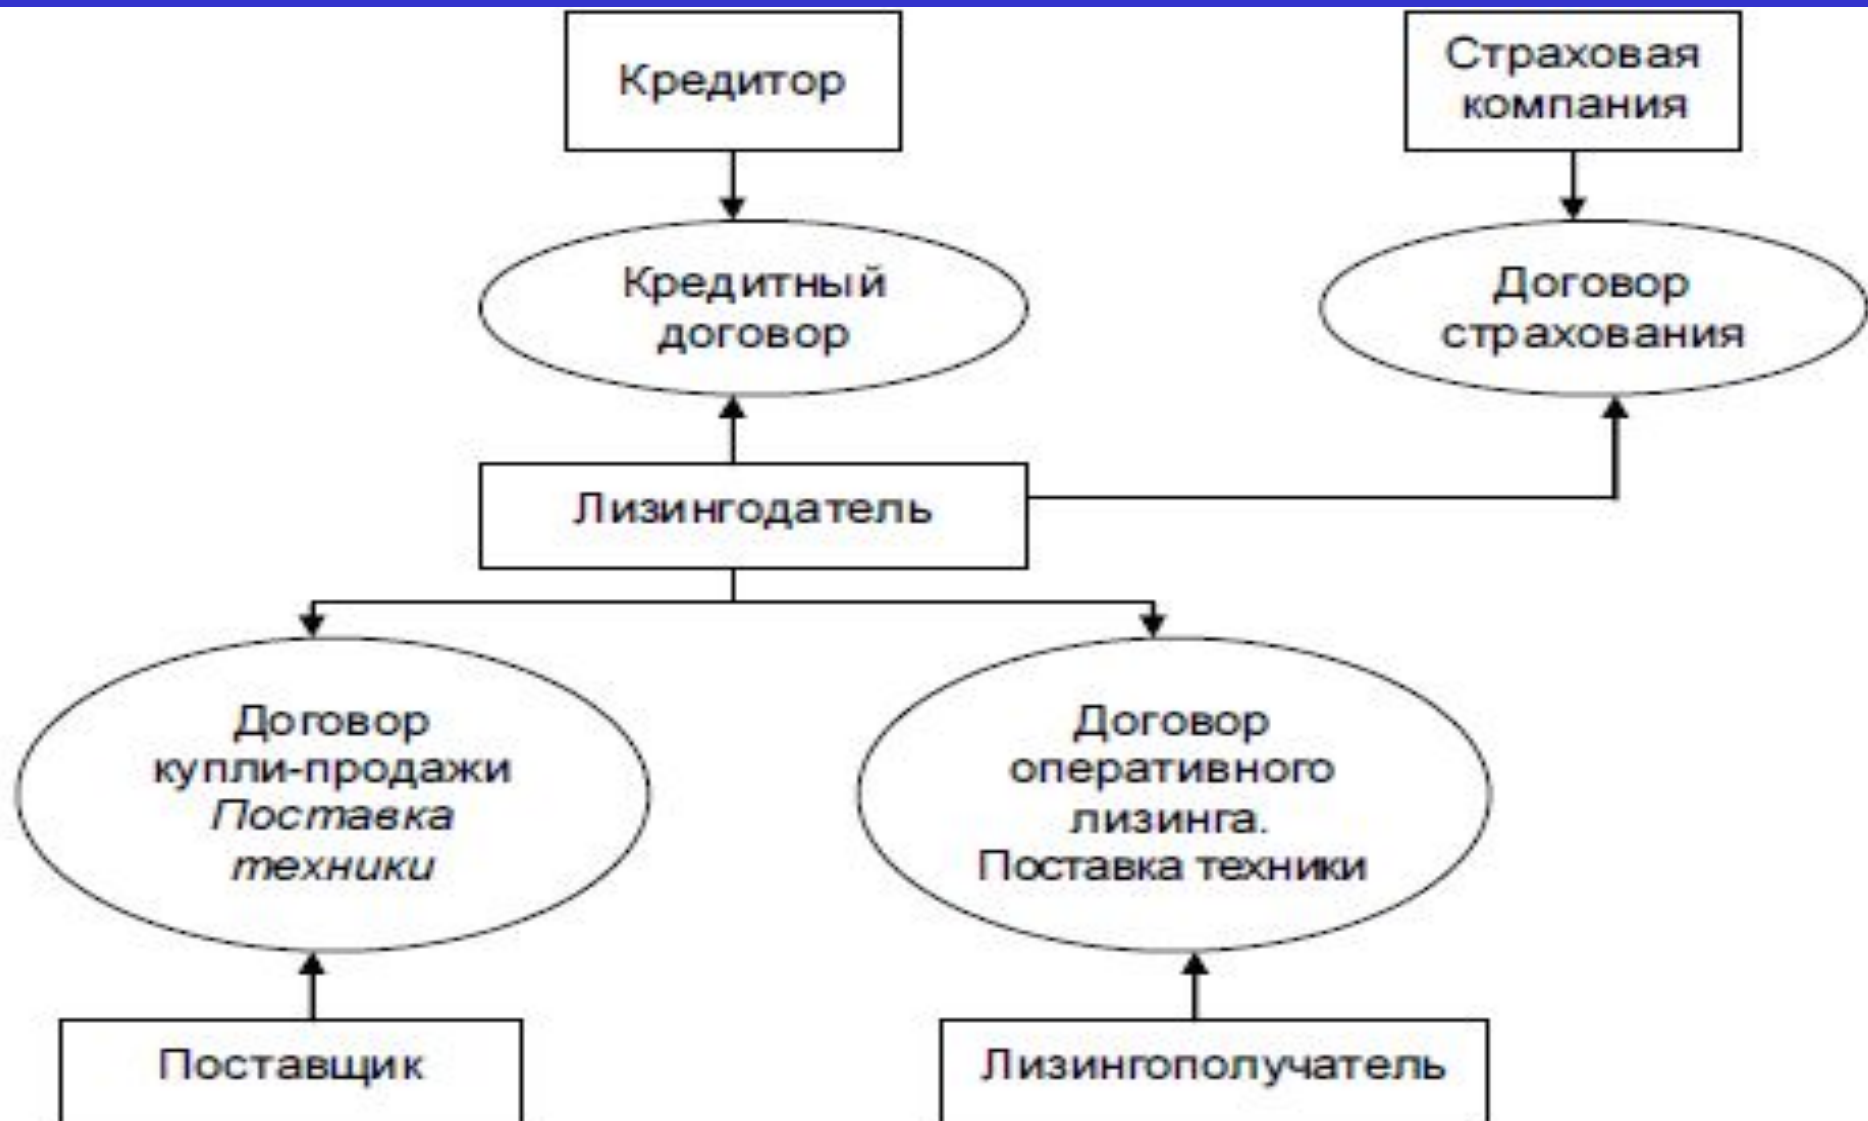 Кредитор
Страховая
компания
Кредитный
договор
Договор
страхования
Лизингодатель
Договор
купли-продажи
Поставка
техники
Договор
оперативного
лизинга.
Поставка техники
Поставщик
Лизингополучатель